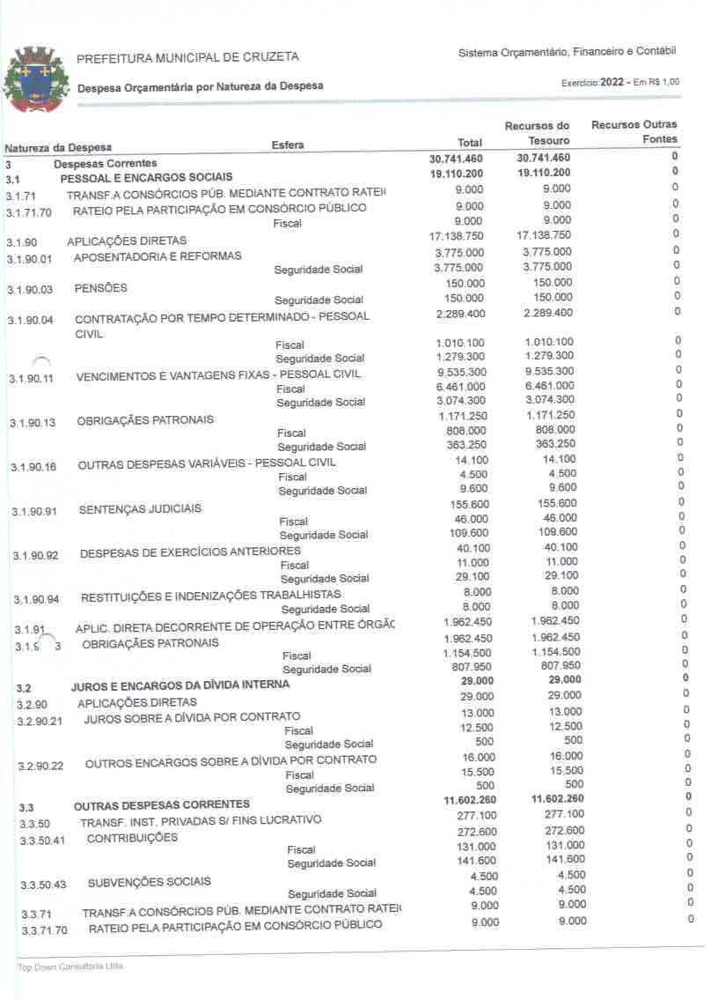 PREFEITURA MUNICIPAL DE CRUZETA
Sistema Orçamentário, Financeiro e Contábil
Despesa Orçamentária por Natureza da Despesa
Exercício:2022 - Em R$ 1,00
Natureza da Despesa Esfera Total Recursos do Tesouro Recursos Outras Fontes
3 Despesas Correntes 30.741.460 30.741.460 0
3.1 PESSOAL E ENCARGOS SOCIAIS 19.110.200 19.110.200 0
3.1.71 TRANSF.A CONSÓRCIOS PÚB. MEDIANTE CONTRATO RATEI 9.000 9.000 0
3.1.71.70 RATEIO PELA PARTICIPAÇÃO EM CONSÓRCIO PÚBLICO 9.000 9.000 0
Fiscal 9.000 9.000 0
3.1.90 APLICAÇÕES DIRETAS 17.138.750 17.138.750 0
3.1.90.01 APOSENTADORIA E REFORMAS 3.775.000 3.775.000 0
Seguridade Social 3.775.000 3.775.000 0
3.1.90.03 PENSÕES 150.000 150.000 0
Seguridade Social 150.000 150.000 0
3.1.90.04 CONTRATAÇÃO POR TEMPO DETERMINADO - PESSOAL 2.289.400 2.289.400 0
CIVIL
Fiscal 1.010.100 1.010.100 0
Seguridade Social 1.279.300 1.279.300 0
3.1.90.11 VENCIMENTOS E VANTAGENS FIXAS - PESSOAL CIVIL 9.535.300 9.535.300 0
Fiscal 6.461.000 6.461.000 0
Seguridade Social 3.074.300 3.074.300 0
3.1.90.13 OBRIGAÇÃES PATRONAIS 1.171.250 1.171.250 0
Fiscal 808.000 808.000 0
Seguridade Social 363.250 363.250 0
3.1.90.16 OUTRAS DESPESAS VARIÁVEIS - PESSOAL CIVIL 14.100 14.100 0
Fiscal 4.500 4.500 0
Seguridade Social 9.600 9.600 0
3.1.90.91 SENTENÇAS JUDICIAIS 155.600 155.600 0
Fiscal 46.000 46.000 0
Seguridade Social 109.600 109.600 0
3.1.90.92 DESPESAS DE EXERCÍCIOS ANTERIORES 40.100 40.100 0
Fiscal 11.000 11.000 0
Seguridade Social 29.100 29.100 0
3.1.90.94 RESTITUIÇÕES E INDENIZAÇÕES TRABALHISTAS 8.000 8.000 0
Seguridade Social 8.000 8.000 0
3.1.91 APLIC. DIRETA DECORRENTE DE OPERAÇÃO ENTRE ÓRGÃ 1.962.450 1.962.450 0
3.1.9 3 OBRIGAÇÃES PATRONAIS 1.962.450 1.962.450 0
Fiscal 1.154.500 1.154.500 0
Seguridade Social 807.950 807.950 0
3.2 JUROS E ENCARGOS DA DÍVIDA INTERNA 29.000 29.000 0
3.2.90 APLICAÇÕES DIRETAS 29.000 29.000 0
3.2.90.21 JUROS SOBRE A DÍVIDA POR CONTRATO 13.000 13.000 0
Fiscal 12.500 12.500 0
Seguridade Social 500 500 0
3.2.90.22 OUTROS ENCARGOS SOBRE A DÍVIDA POR CONTRATO 16.000 16.000 0
Fiscal 15.500 15.500 0
Seguridade Social 500 500 0
3.3 OUTRAS DESPESAS CORRENTES 11.602.260 11.602.260 0
3.3.50 TRANSF. INST. PRIVADAS S/ FINS LUCRATIVO 277.100 277.100 0
3.3.50.41 CONTRIBUIÇÕES 272.600 272.600 0
Fiscal 131.000 131.000 0
Seguridade Social 141.600 141.600 0
3.3.50.43 SUBVENÇÕES SOCIAIS 4.500 4.500 0
Seguridade Social 4.500 4.500 0
3.3.71 TRANSF.A CONSÓRCIOS PÚB. MEDIANTE CONTRATO RATEI 9.000 9.000 0
3.3.71.70 RATEIO PELA PARTICIPAÇÃO EM CONSÓRCIO PÚBLICO 9.000 9.000 0
Top Down Consultoria Ltda